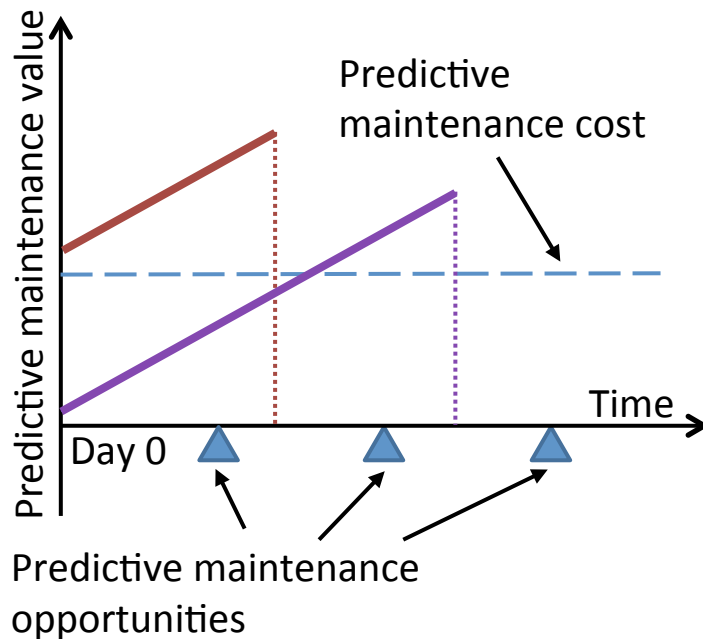 Predictive maintenance value
Predictive
maintenance cost
Time
Day 0
Predictive maintenance
opportunities